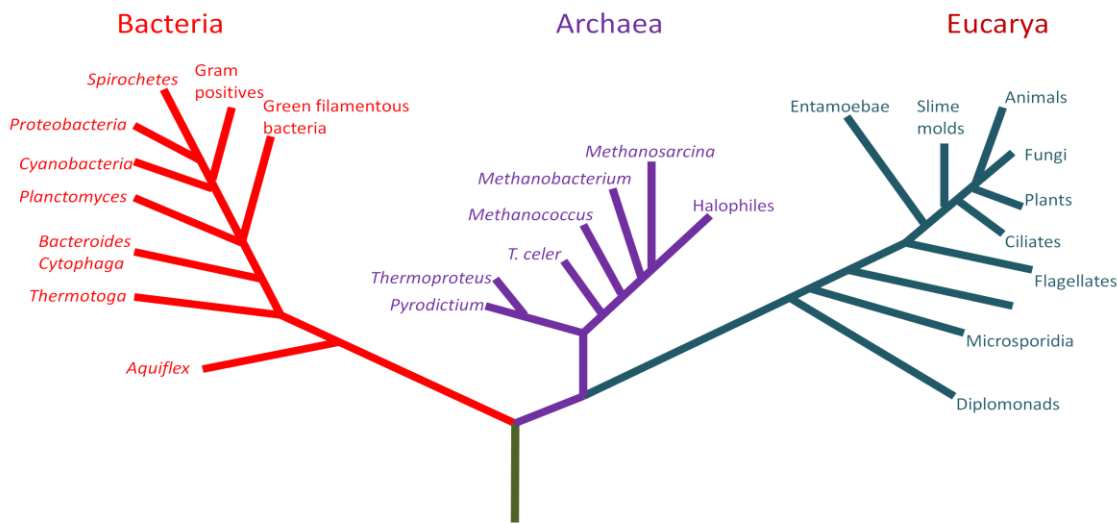 Bacteria
Archaea
Eucarya
Spirochetes
Gram
positives
Green filamentous
bacteria
Proteobacteria
Cyanobacteria
Planctomyces
Bacteroides
Cytophaga
Thermotoga
Aquiflex
Methanosarcina
Methanobacterium
Halophiles
Methanococcus
T. celer
Thermoproteus
Pyrodictium
Entamoebae
Slime
molds
Animals
Fungi
Plants
Ciliates
Flagellates
Microsporidia
Diplomonads